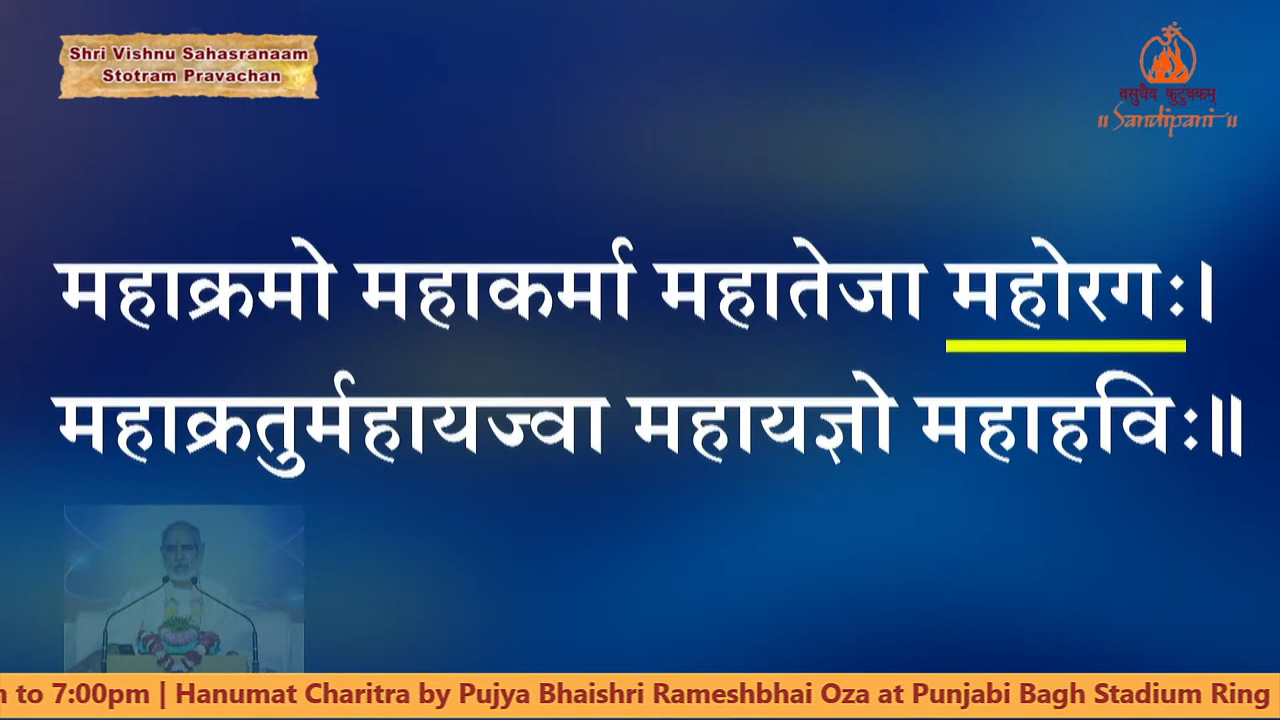 Shri Vishnu Sahasranaam
Stotram Pravachan
वसुधैव कुटुंबकम्
॥ Sandipani ॥
महाक्रमो महाकर्मा महातेजा महोरगः।
महाक्रतुर्महायज्वा महायज्ञो महाहविः॥
to 7:00pm | Hanumat Charitra by Pujya Bhaishri Rameshbhai Oza at Punjabi Bagh Stadium Ring